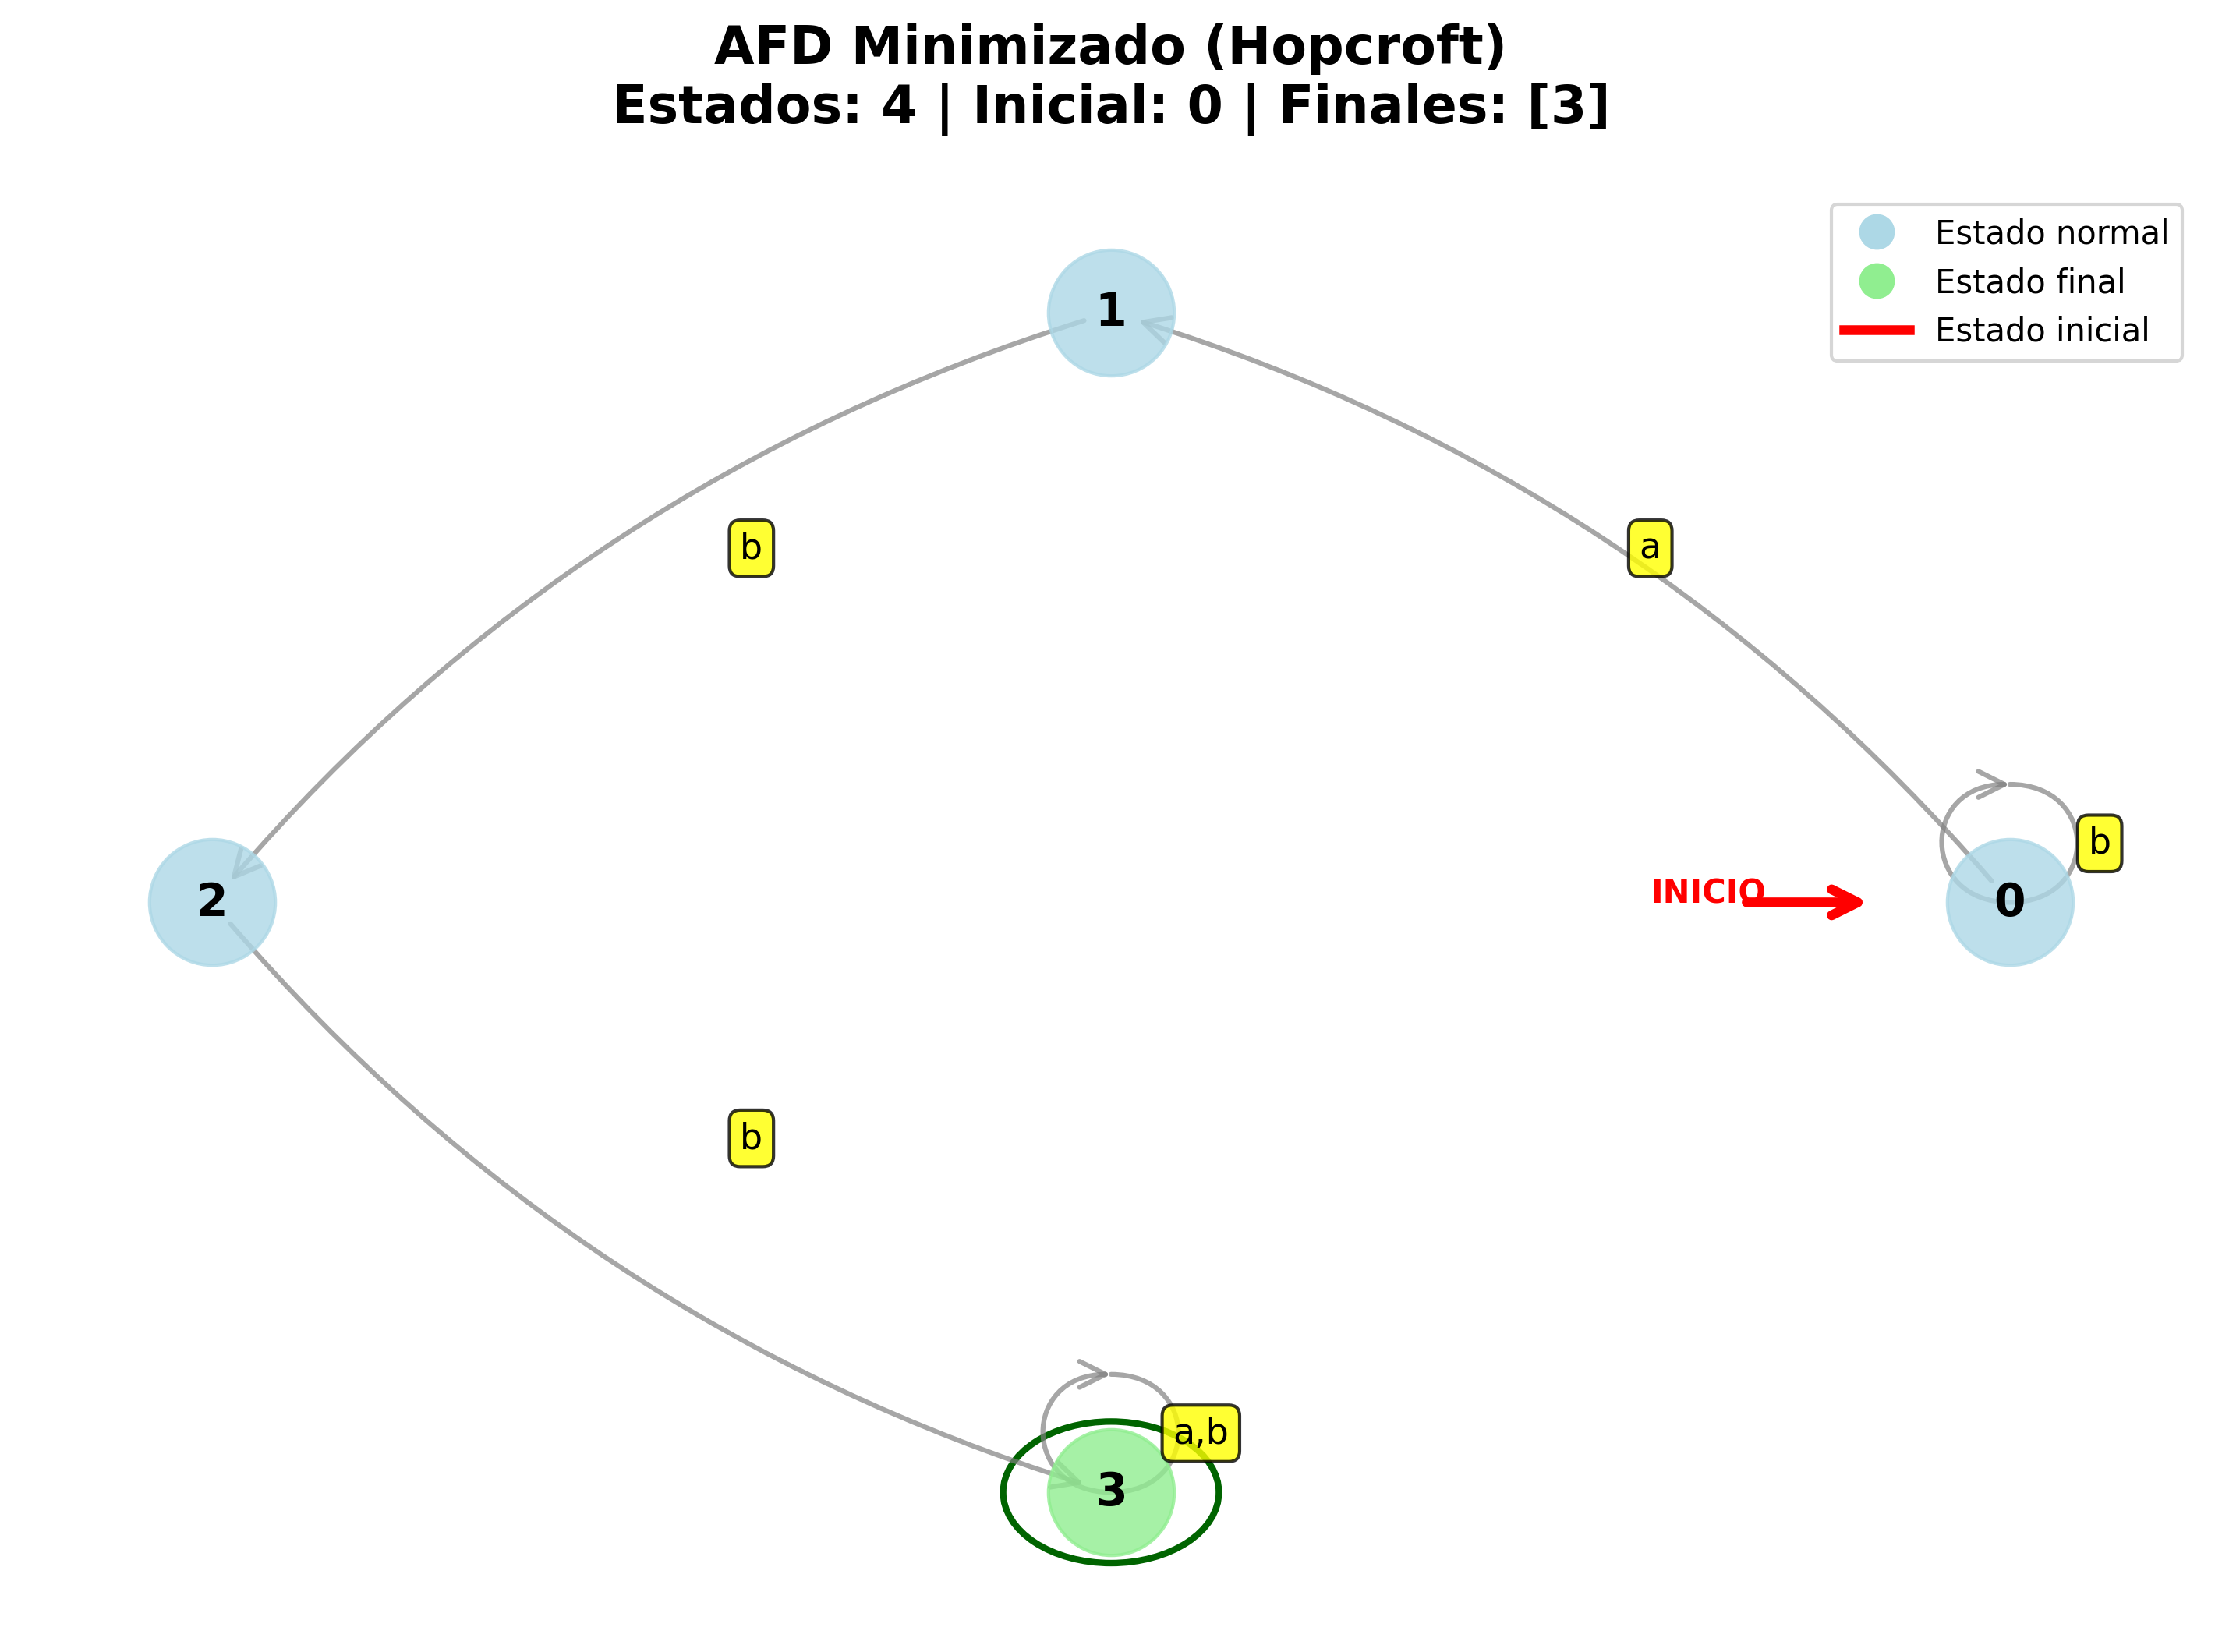 AFD Minimizado (Hopcroft)
Estados: 4 | Inicial: 0 | Finales: [3]
Estado normal
Estado final
Estado inicial
1
b
a
b
2
INICIO
0
b
a,b
3